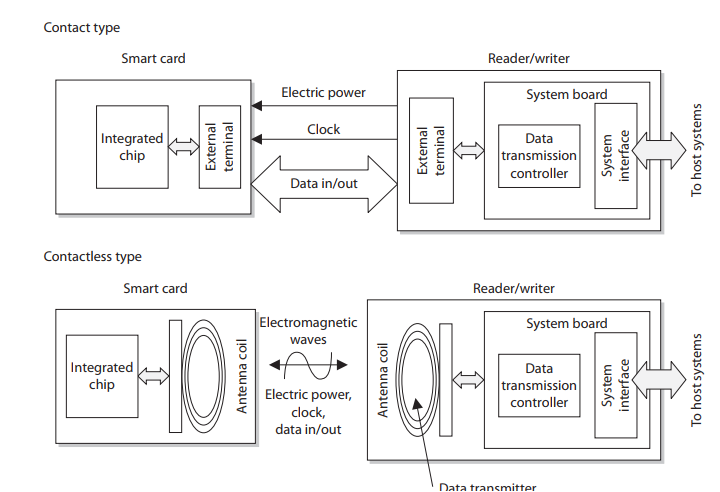 Contact type
Smart card
Reader/writer
Electric power
System board
Integrated
chip
External
terminal
Clock
External
terminal
Data
transmission
controller
System
interface
To host systems
Data in/out
Contactless type
Smart card
Reader/writer
Electromagnetic
waves
System board
Integrated
chip
Antenna coil
Electric power,
clock,
data in/out
Antenna coil
Data
transmission
controller
System
interface
To host systems
Data transmitter